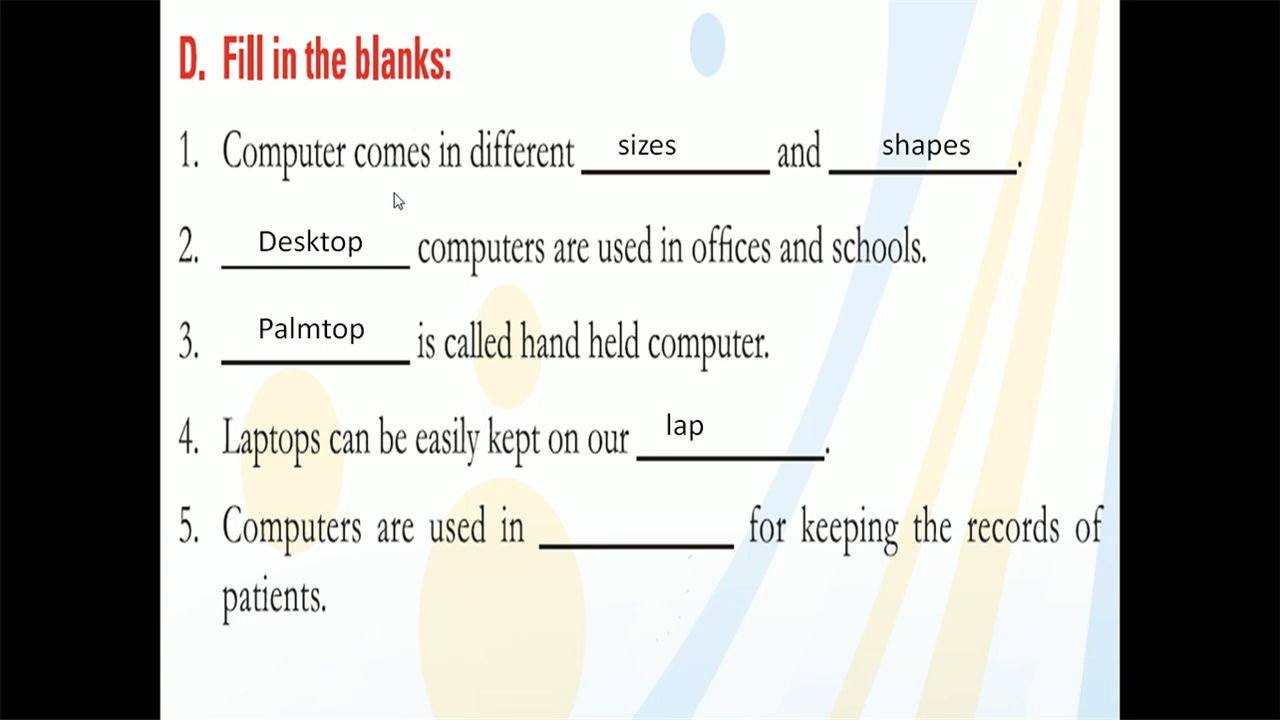 D. Fill in the blanks:
1. Computer comes in different sizes and shapes.
2. Desktop computers are used in offices and schools.
3. Palmtop is called hand held computer.
4. Laptops can be easily kept on our lap.
5. Computers are used in __________ for keeping the records of
patients.